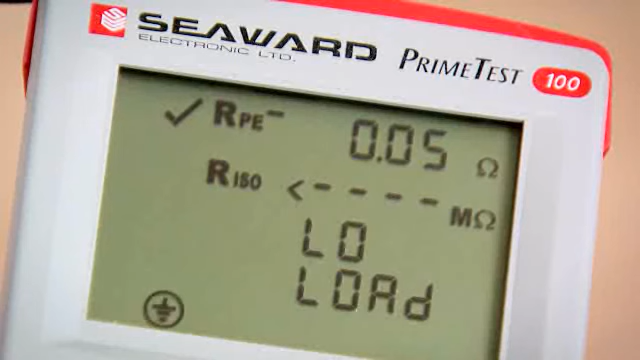 SEAWARD
ELECTRONIC LTD.
PRIMETEST 100
✓ RPE– 0.05 Ω
RISO <---- MΩ
LO
LOAd